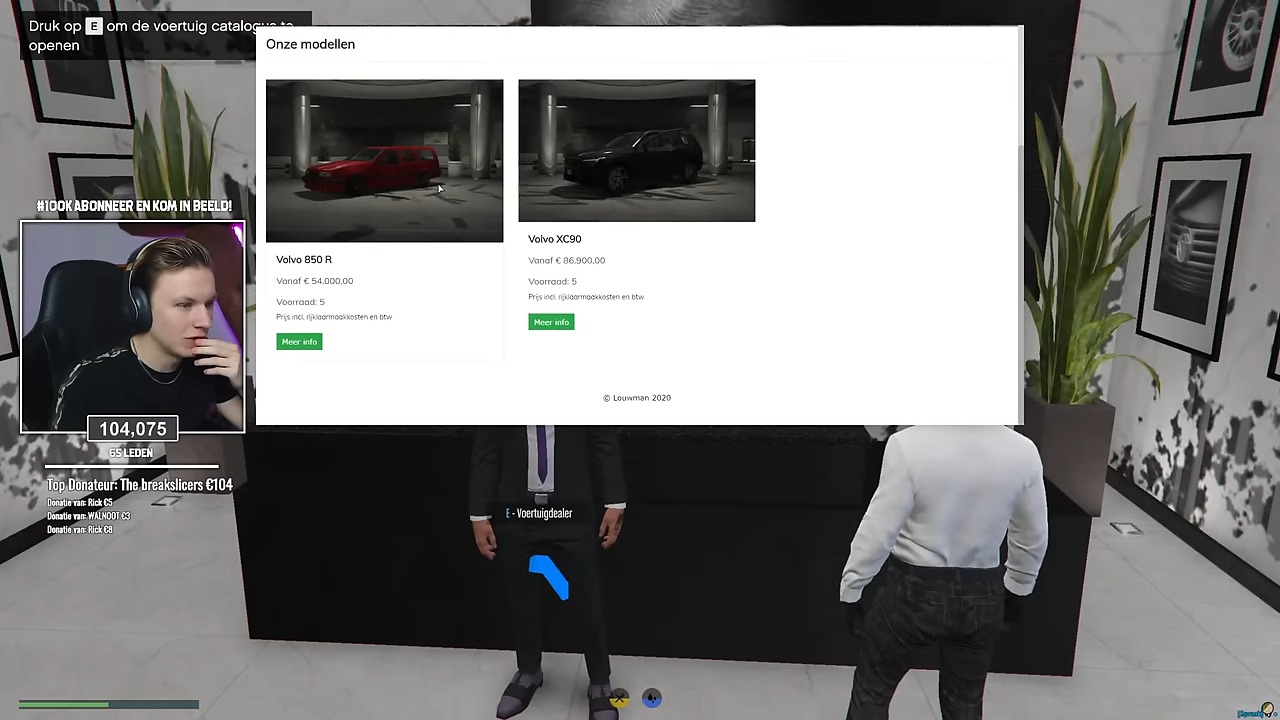 Druk op E om de voertuig catalogus te
openen
Onze modellen
Volvo 850 R
Vanaf € 54.000,00
Voorraad: 5
Prijs incl. rijklaarmaakkosten en btw
Meer info
Volvo XC90
Vanaf € 86.900,00
Voorraad: 5
Prijs incl. rijklaarmaakkosten en btw
Meer info
© Louwman 2020
#100K ABONNEER EN KOM IN BEELD!
104,075
65 LEDEN
Top Donateur: The breakslicers €104
Donatie van: Rick €5
Donatie van: WALNOOT €3
Donatie van: Rick €8
E - Voertuigdealer